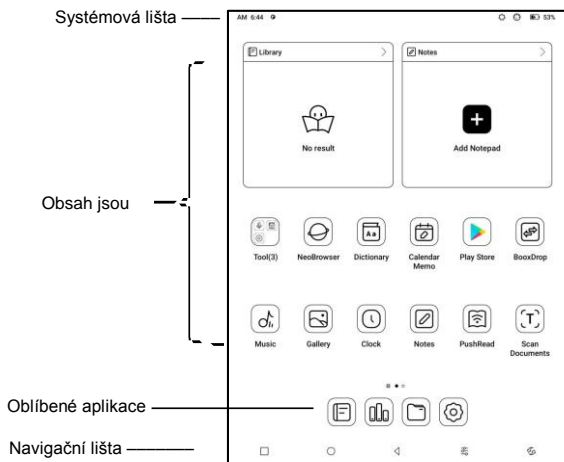 Systémová lišta
AM 6:44
53%
Library
Notes
No result
Add Notepad
Obsah jsou
Tool(3)
NeoBrowser
Dictionary
Calendar
Memo
Play Store
BooxDrop
Music
Gallery
Clock
Notes
PushRead
Scan
Documents
Oblíbené aplikace
Navigační lišta